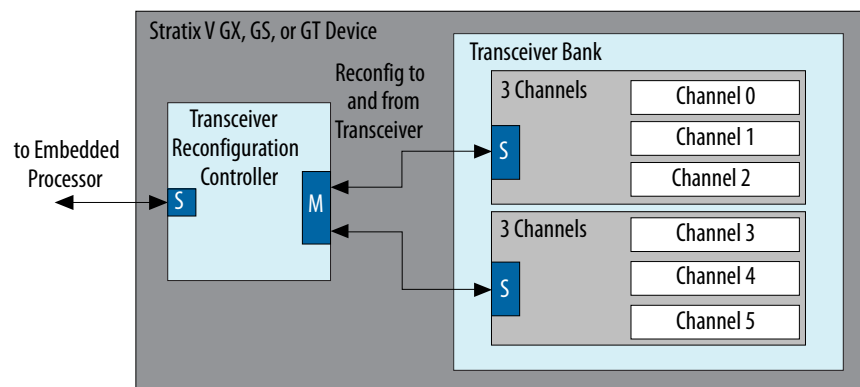 Stratix V GX, GS, or GT Device
Transceiver Bank
Reconfig to
and from
Transceiver
3 Channels
Channel 0
Channel 1
Channel 2
S
Transceiver
Reconfiguration
Controller
to Embedded
Processor
S
M
3 Channels
Channel 3
Channel 4
Channel 5
S